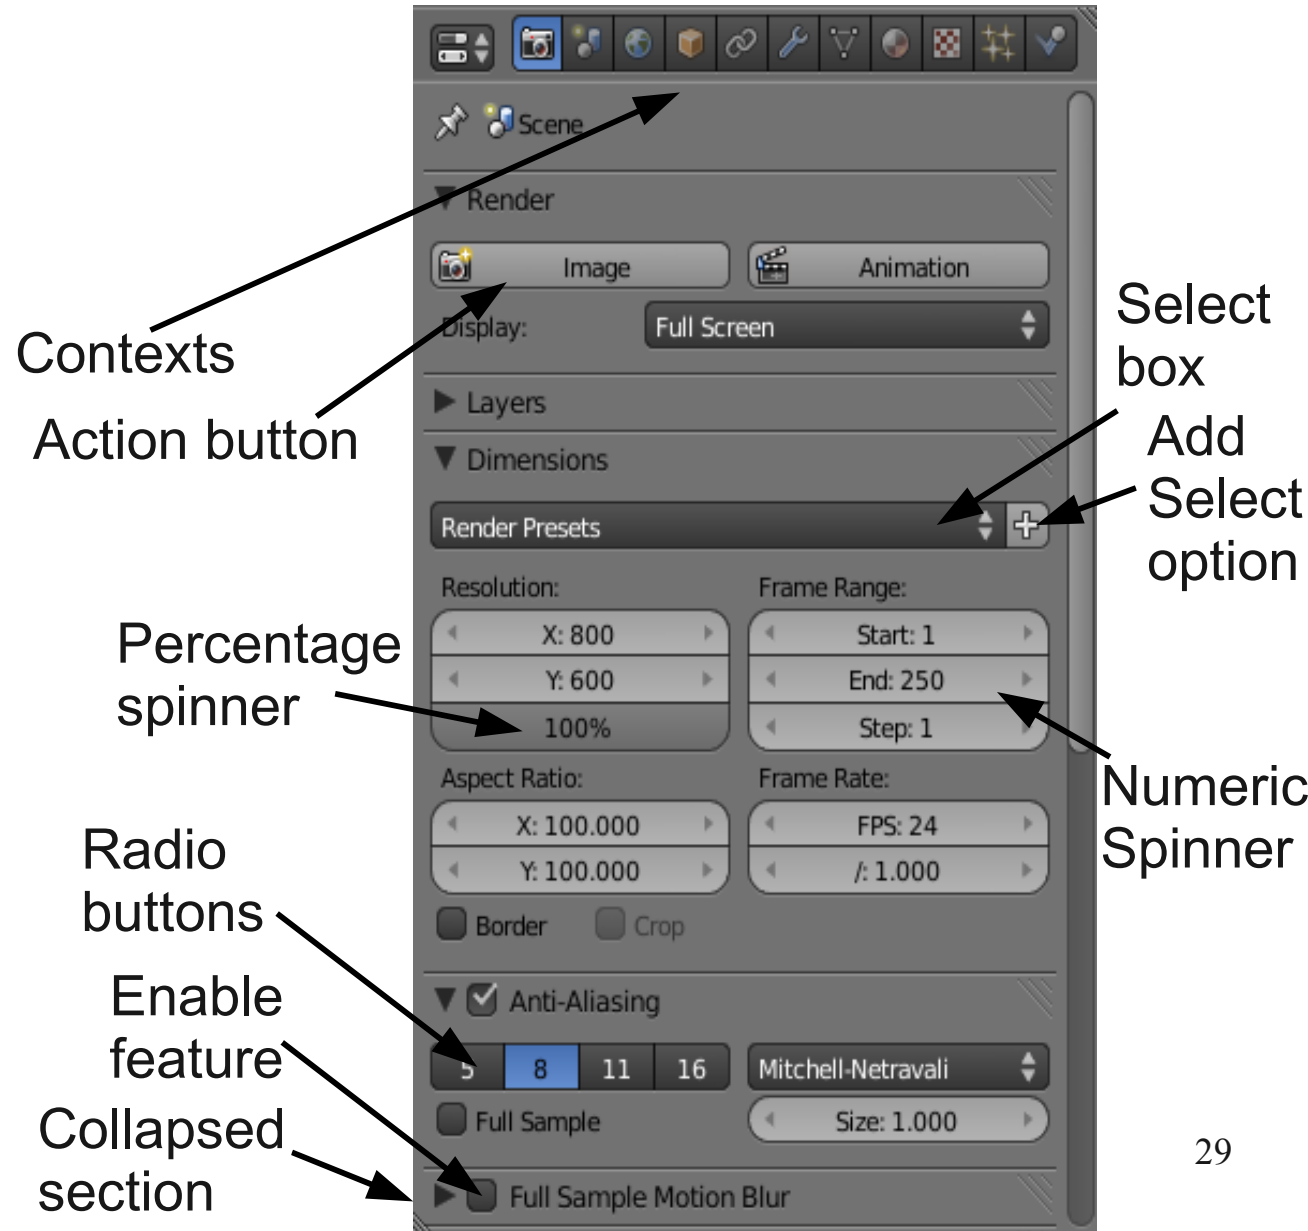 Scene
Render
Image
Animation
Display:
Full Screen
Contexts
Action button
Select
box
Layers
Dimensions
Add
Select
option
Render Presets
Resolution:
Frame Range:
X: 800
Start: 1
Y: 600
End: 250
100%
Step: 1
Percentage
spinner
Aspect Ratio:
Frame Rate:
Numeric
Spinner
X: 100.000
FPS: 24
Y: 100.000
/: 1.000
Radio
buttons
Border
Crop
Enable
feature
Anti-Aliasing
5 8 11 16
Mitchell-Netravali
Full Sample
Size: 1.000
Collapsed
section
Full Sample Motion Blur
29